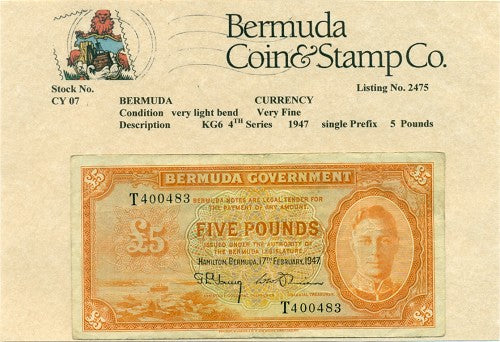 Bermuda
Coin&Stamp Co.
Stock No.
Listing No. 2475
CY 07 BERMUDA CURRENCY
Condition very light bend Very Fine
Description KG6 4TH Series 1947 single Prefix 5 Pounds
BERMUDA GOVERNMENT
£5
£5
BERMUDA NOTES ARE LEGAL TENDER FOR
THE PAYMENT OF ANY AMOUNT.
T400483
£5
FIVE POUNDS
ISSUED UNDER THE AUTHORITY OF
THE BERMUDA LEGISLATURE.
HAMILTON, BERMUDA, 17TH FEBRUARY, 1947.
T400483
£5
£5